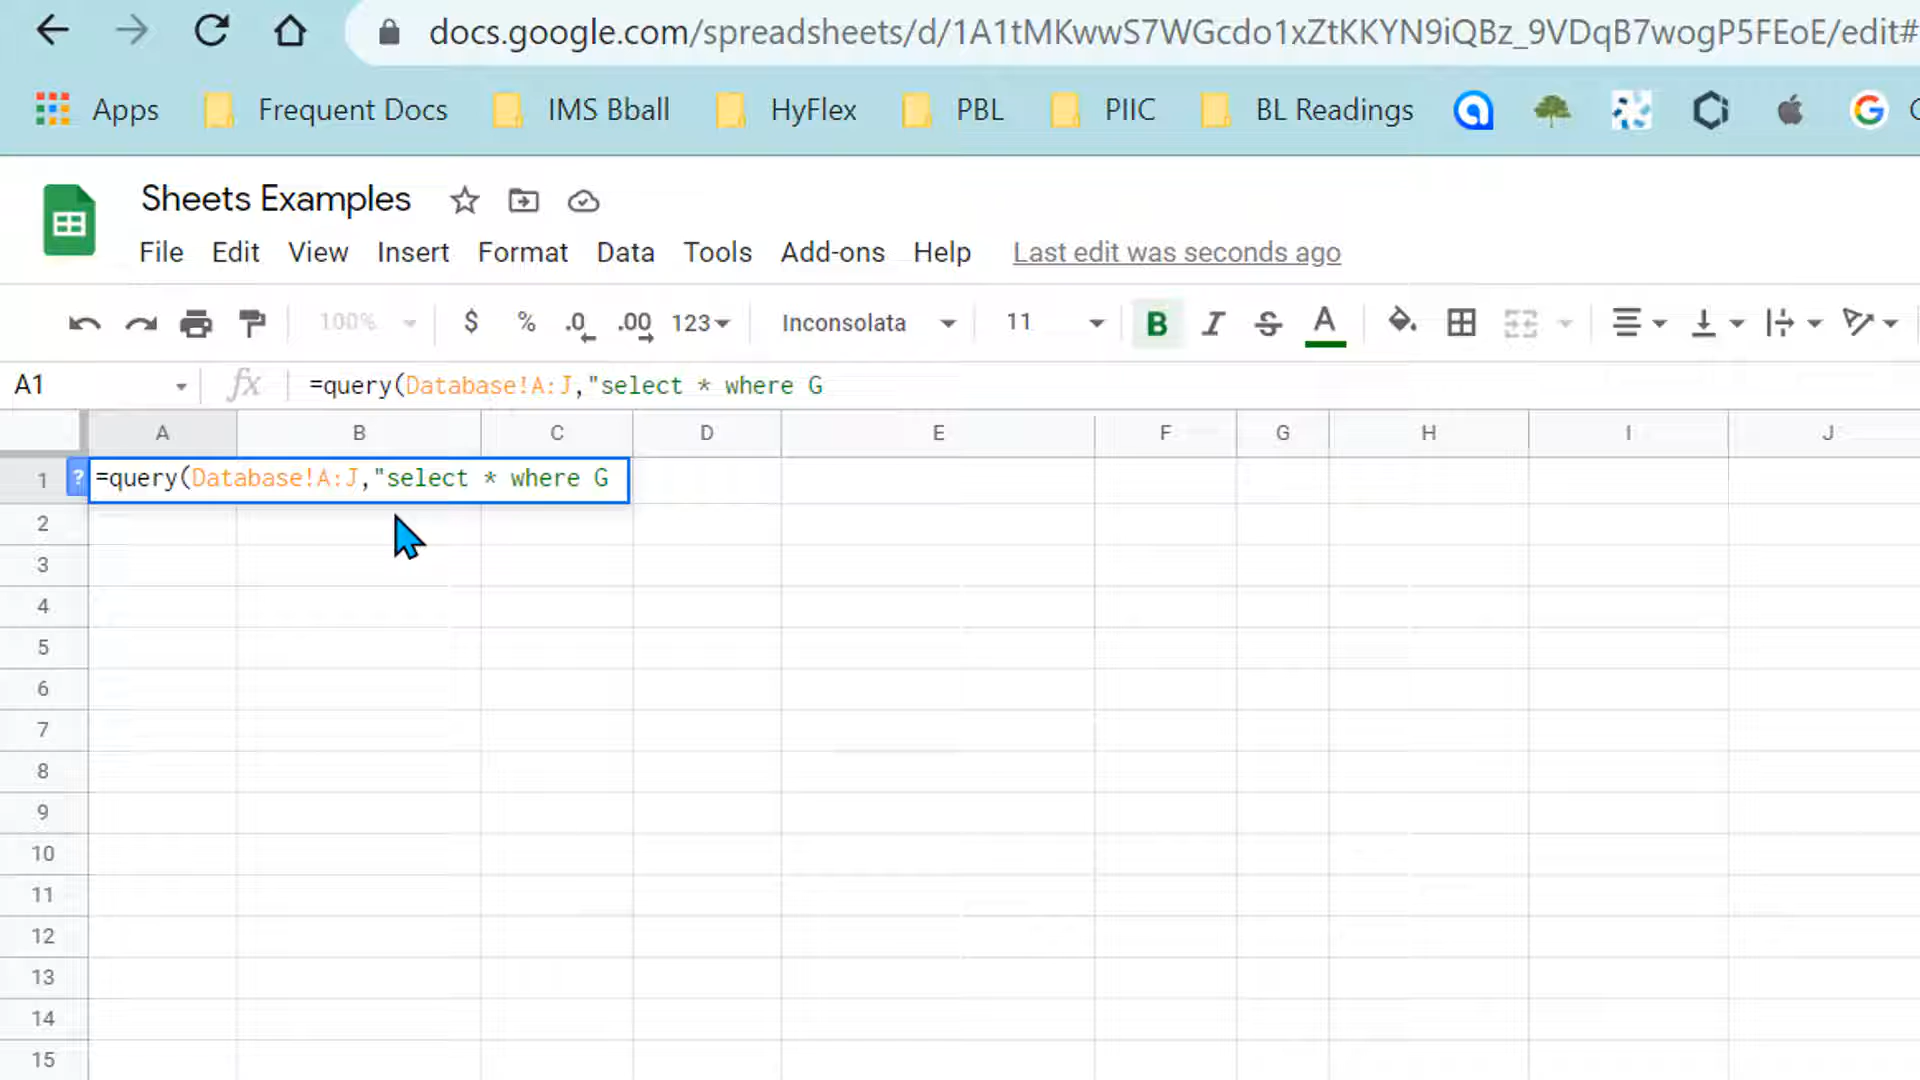 docs.google.com/spreadsheets/d/1A1tMKwwS7WGcdo1xZtKKYN9iQBz_9VDqB7wogP5FEoE/edit#
Apps Frequent Docs IMS Bball HyFlex PBL PIIC BL Readings
Sheets Examples
File Edit View Insert Format Data Tools Add-ons Help Last edit was seconds ago
100% $ % .0 .00 123 Inconsolata 11 B I S A
A1 fx =query(Database!A:J,"select * where G
A B C D E F G H I J
1 ? =query(Database!A:J,"select * where G
2
3
4
5
6
7
8
9
10
11
12
13
14
15